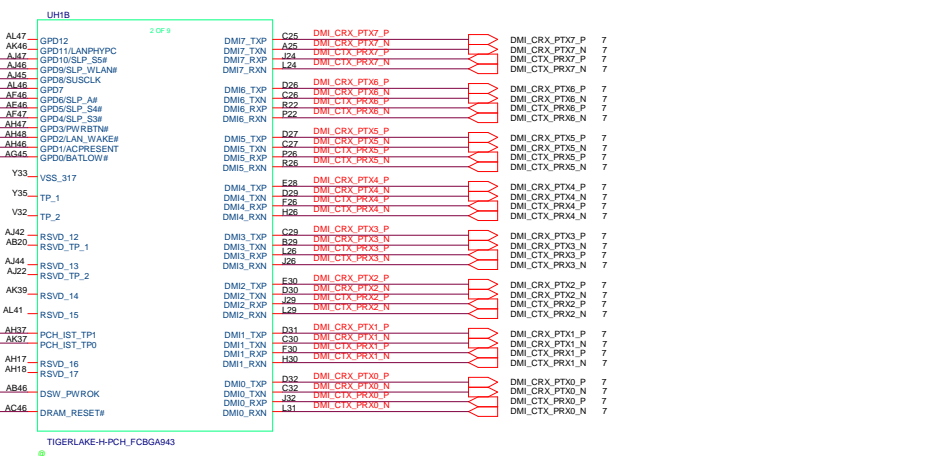 UH1B
2 OF 9
AL47 GPD12 DMI7_TXP C25 DMI_CRX_PTX7_P DMI_CRX_PTX7_P 7
AK46 GPD11/LANPHYPC DMI7_TXN A25 DMI_CRX_PTX7_N DMI_CRX_PTX7_N 7
AJ47 GPD10/SLP_S5# DMI7_RXP J24 DMI_CTX_PRX7_P DMI_CTX_PRX7_P 7
AJ46 GPD9/SLP_WLAN# DMI7_RXN L24 DMI_CTX_PRX7_N DMI_CTX_PRX7_N 7
AJ45 GPD8/SUSCLK
AL46 GPD7 DMI6_TXP D26 DMI_CRX_PTX6_P DMI_CRX_PTX6_P 7
AF46 GPD6/SLP_A# DMI6_TXN C26 DMI_CRX_PTX6_N DMI_CRX_PTX6_N 7
AF46 GPD5/SLP_S4# DMI6_RXP R22 DMI_CTX_PRX6_P DMI_CTX_PRX6_P 7
AF47 GPD4/SLP_S3# DMI6_RXN P22 DMI_CTX_PRX6_N DMI_CTX_PRX6_N 7
AH47 GPD3/PWRBTN#
AH48 GPD2/LAN_WAKE# DMI5_TXP D27 DMI_CRX_PTX5_P DMI_CRX_PTX5_P 7
AH46 GPD1/ACPRESENT DMI5_TXN C27 DMI_CRX_PTX5_N DMI_CRX_PTX5_N 7
AG45 GPD0/BATLOW# DMI5_RXP P26 DMI_CTX_PRX5_P DMI_CTX_PRX5_P 7
DMI5_RXN R26 DMI_CTX_PRX5_N DMI_CTX_PRX5_N 7
Y33 VSS_317
DMI4_TXP E28 DMI_CRX_PTX4_P DMI_CRX_PTX4_P 7
Y35 TP_1 DMI4_TXN D29 DMI_CRX_PTX4_N DMI_CRX_PTX4_N 7
DMI4_RXP F26 DMI_CTX_PRX4_P DMI_CTX_PRX4_P 7
V32 TP_2 DMI4_RXN H26 DMI_CTX_PRX4_N DMI_CTX_PRX4_N 7
AJ42 RSVD_12 DMI3_TXP C29 DMI_CRX_PTX3_P DMI_CRX_PTX3_P 7
AB20 RSVD_TP_1 DMI3_TXN B29 DMI_CRX_PTX3_N DMI_CRX_PTX3_N 7
DMI3_RXP L26 DMI_CTX_PRX3_P DMI_CTX_PRX3_P 7
AJ44 RSVD_13 DMI3_RXN J26 DMI_CTX_PRX3_N DMI_CTX_PRX3_N 7
AJ22 RSVD_TP_2
DMI2_TXP E30 DMI_CRX_PTX2_P DMI_CRX_PTX2_P 7
AK39 RSVD_14 DMI2_TXN D30 DMI_CRX_PTX2_N DMI_CRX_PTX2_N 7
DMI2_RXP J29 DMI_CTX_PRX2_P DMI_CTX_PRX2_P 7
AL41 RSVD_15 DMI2_RXN L29 DMI_CTX_PRX2_N DMI_CTX_PRX2_N 7
AH37 PCH_IST_TP1 DMI1_TXP D31 DMI_CRX_PTX1_P DMI_CRX_PTX1_P 7
AK37 PCH_IST_TP0 DMI1_TXN C30 DMI_CRX_PTX1_N DMI_CRX_PTX1_N 7
DMI1_RXP F30 DMI_CTX_PRX1_P DMI_CTX_PRX1_P 7
AH17 RSVD_16 DMI1_RXN H30 DMI_CTX_PRX1_N DMI_CTX_PRX1_N 7
AH18 RSVD_17
DMI0_TXP D32 DMI_CRX_PTX0_P DMI_CRX_PTX0_P 7
AB46 DSW_PWROK DMI0_TXN C32 DMI_CRX_PTX0_N DMI_CRX_PTX0_N 7
DMI0_RXP J32 DMI_CTX_PRX0_P DMI_CTX_PRX0_P 7
AC46 DRAM_RESET# DMI0_RXN L31 DMI_CTX_PRX0_N DMI_CTX_PRX0_N 7
TIGERLAKE-H-PCH_FCBGA943
@